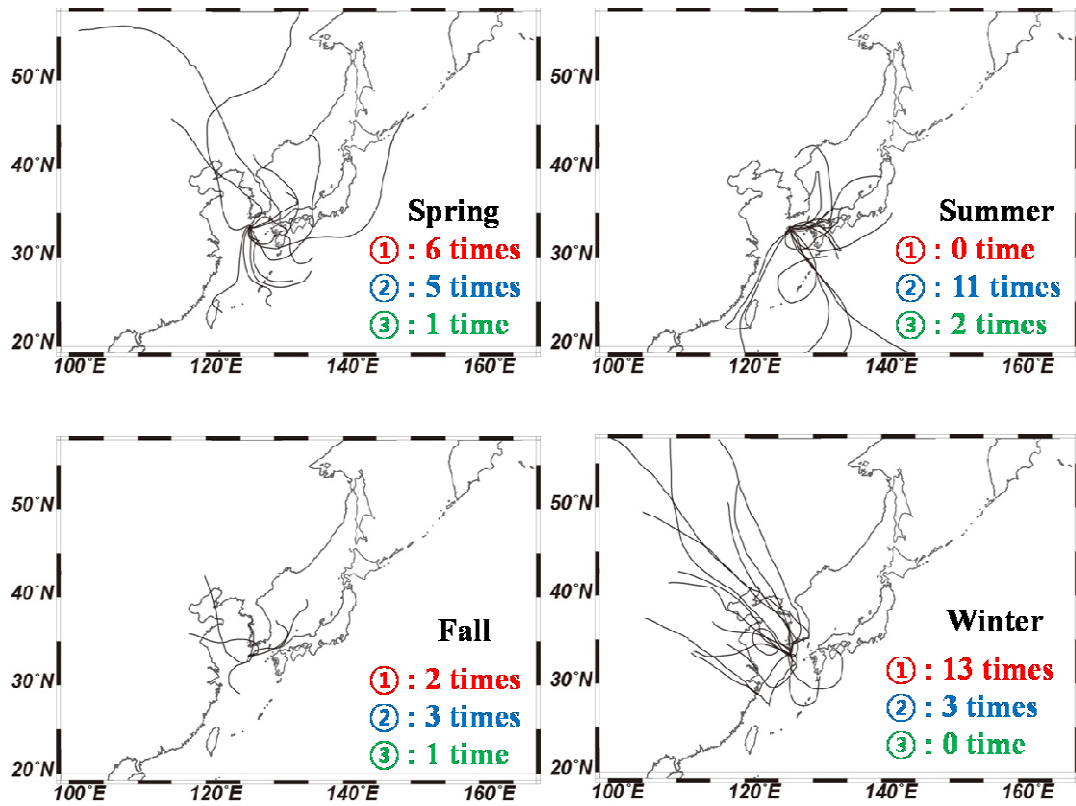 50°N
40°N
30°N
20°N
100°E 120°E 140°E 160°E
Spring
① : 6 times
② : 5 times
③ : 1 time
50°N
40°N
30°N
20°N
100°E 120°E 140°E 160°E
Summer
① : 0 time
② : 11 times
③ : 2 times
50°N
40°N
30°N
20°N
100°E 120°E 140°E 160°E
Fall
① : 2 times
② : 3 times
③ : 1 time
50°N
40°N
30°N
20°N
100°E 120°E 140°E 160°E
Winter
① : 13 times
② : 3 times
③ : 0 time